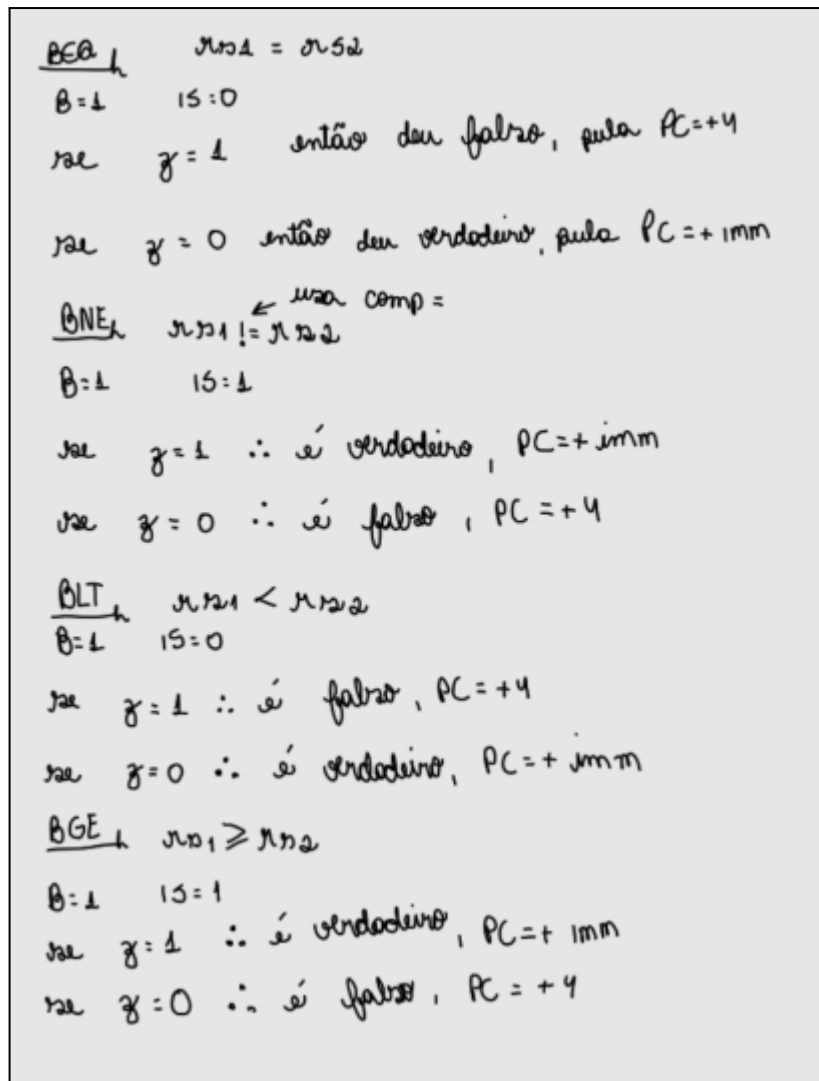 BEQ rs1 = rs2
B=1 IS=0
se z=1 então deu falso, pula PC=+4
se z=0 então deu verdadeiro, pula PC=+imm
← usa comp =
BNE rs1 != rs2
B=1 IS=1
se z=1 ∴ é verdadeiro, PC=+imm
se z=0 ∴ é falso, PC=+4
BLT rs1 < rs2
B=1 IS=0
se z=1 ∴ é falso, PC=+4
se z=0 ∴ é verdadeiro, PC=+imm
BGE rs1 ≥ rs2
B=1 IS=1
se z=1 ∴ é verdadeiro, PC=+imm
se z=0 ∴ é falso, PC=+4